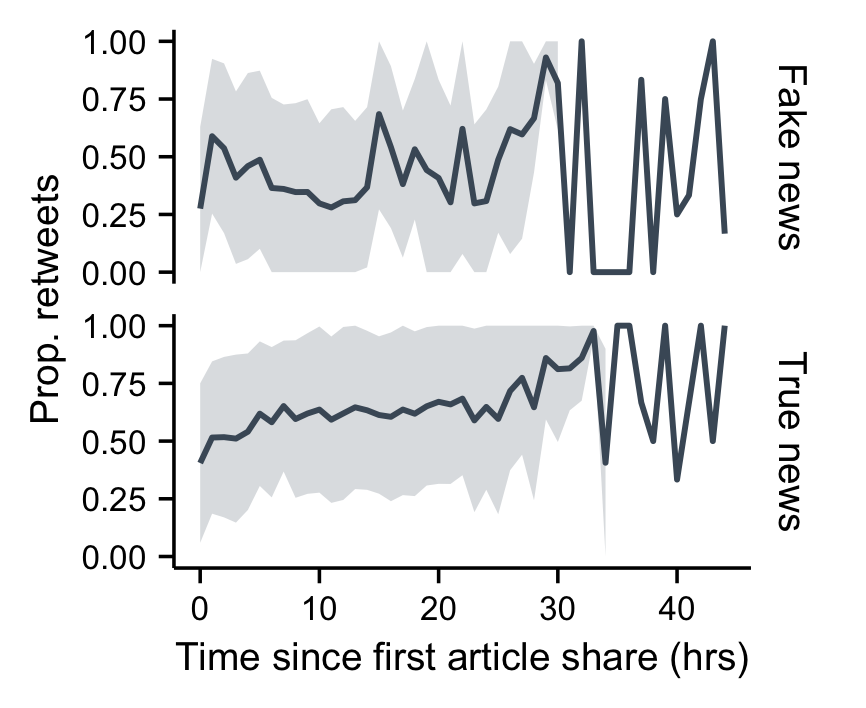 1.00
0.75
0.50
0.25
0.00
Fake news
Prop. retweets
1.00
0.75
0.50
0.25
0.00
True news
0 10 20 30 40
Time since first article share (hrs)